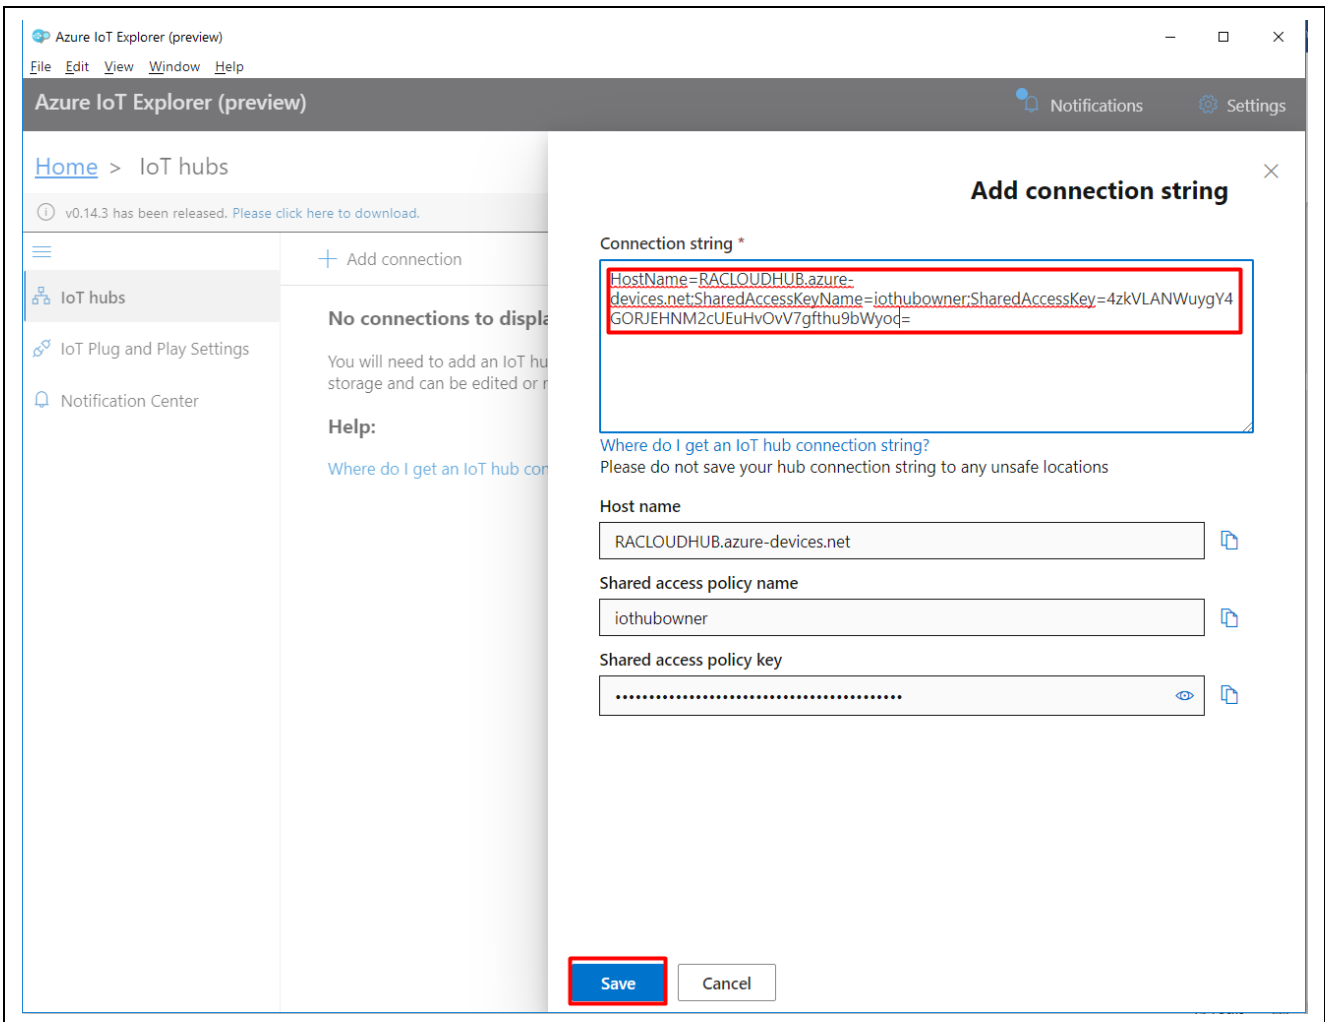 Azure IoT Explorer (preview)
File Edit View Window Help
Azure IoT Explorer (preview)
Notifications
Settings
Home > IoT hubs
v0.14.3 has been released. Please click here to download.
IoT hubs
IoT Plug and Play Settings
Notification Center
+ Add connection
No connections to displa
You will need to add an IoT hu
storage and can be edited or r
Help:
Where do I get an IoT hub con
Add connection string
Connection string *
HostName=RACLOUDHUB.azure-
devices.net;SharedAccessKeyName=iothubowner;SharedAccessKey=4zkVLANWuygY4
GORJEHNM2cUEuHvOvV7gfthu9bWyoc=
Where do I get an IoT hub connection string?
Please do not save your hub connection string to any unsafe locations
Host name
RACLOUDHUB.azure-devices.net
Shared access policy name
iothubowner
Shared access policy key
•••••••••••••••••••••••••••••••••••••••••••
Save
Cancel